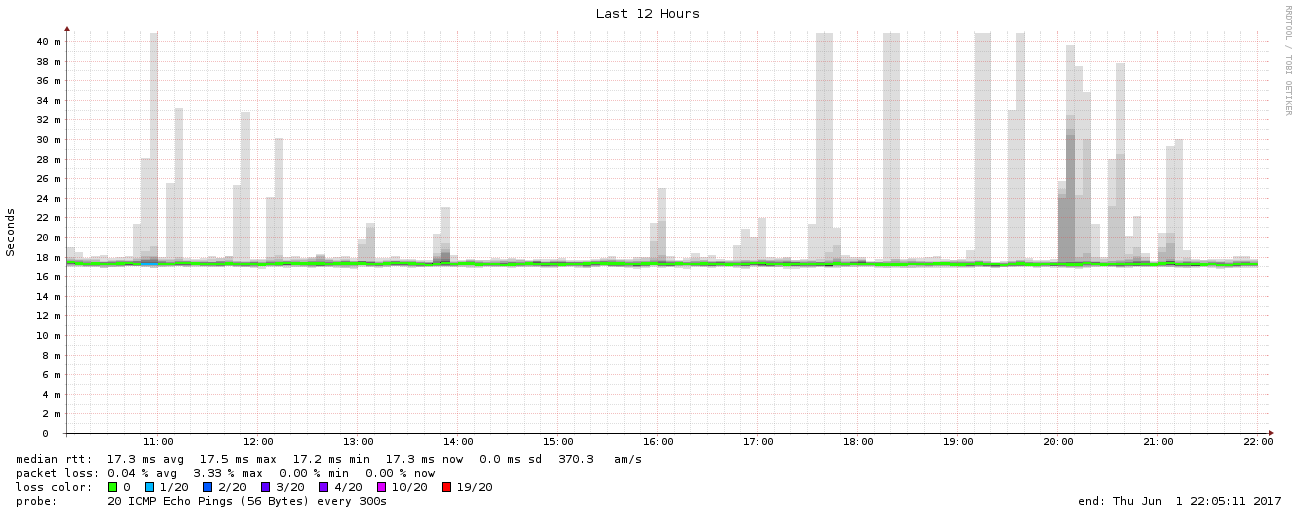 Last 12 Hours
RRDTOOL / TOBI OETIKER
Seconds
40 m
38 m
36 m
34 m
32 m
30 m
28 m
26 m
24 m
22 m
20 m
18 m
16 m
14 m
12 m
10 m
8 m
6 m
4 m
2 m
0
11:00 12:00 13:00 14:00 15:00 16:00 17:00 18:00 19:00 20:00 21:00 22:00
median rtt: 17.3 ms avg 17.5 ms max 17.2 ms min 17.3 ms now 0.0 ms sd 370.3 am/s
packet loss: 0.04 % avg 3.33 % max 0.00 % min 0.00 % now
loss color: 0 1/20 2/20 3/20 4/20 10/20 19/20
probe: 20 ICMP Echo Pings (56 Bytes) every 300s end: Thu Jun 1 22:05:11 2017